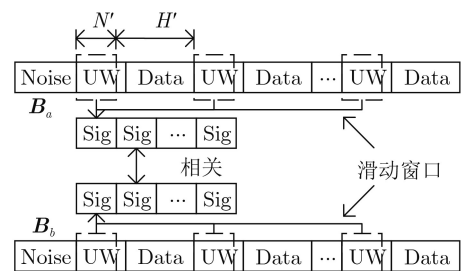 N′ H′
Noise UW Data UW Data ⋯ UW Data
B_a
Sig Sig ⋯ Sig
相关
滑动窗口
Sig Sig ⋯ Sig
B_b
Noise UW Data UW Data ⋯ UW Data